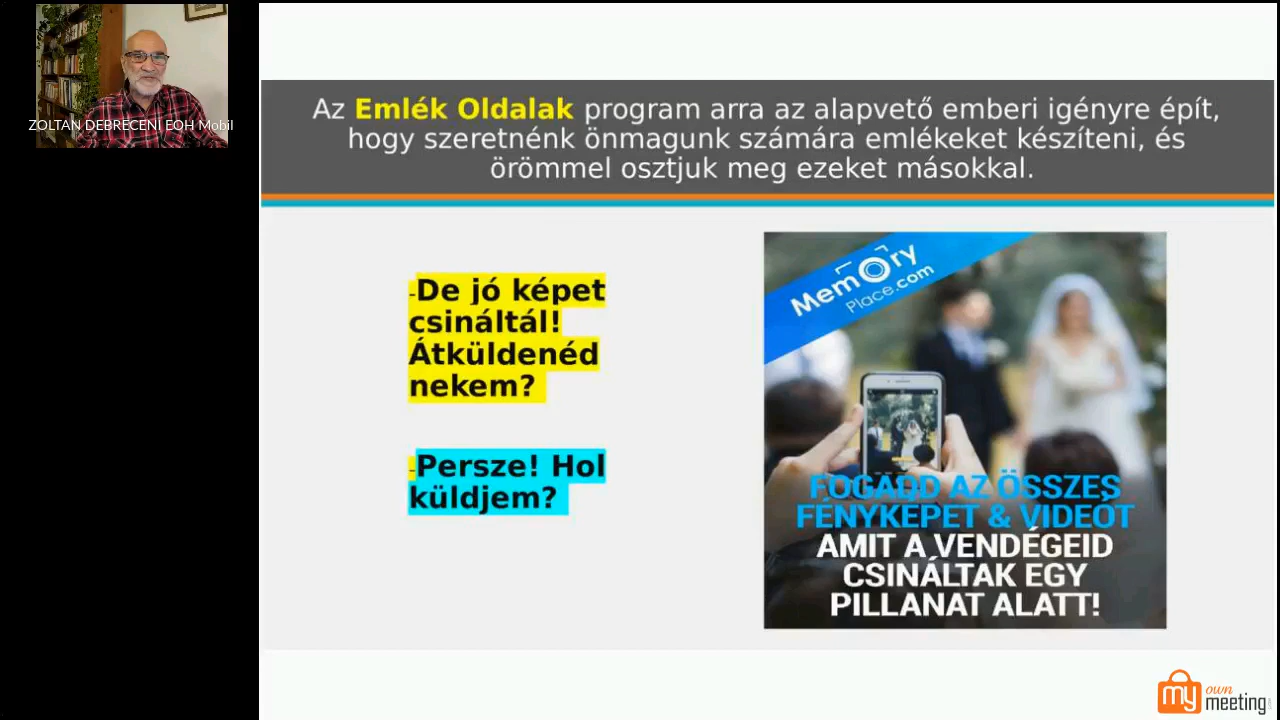 ZOLTAN DEBRECENI EOH Mobil
Az Emlék Oldalak program arra az alapvető emberi igényre épít,
hogy szeretnénk önmagunk számára emlékeket készíteni, és
örömmel osztjuk meg ezeket másokkal.
-De jó képet
csináltál!
Átküldenéd
nekem?
-Persze! Hol
küldjem?
Memory
Place.com
FOGADD AZ ÖSSZES
FÉNYKÉPET & VIDEÓT
AMIT A VENDÉGEID
CSINÁLTAK EGY
PILLANAT ALATT!
my own
meeting